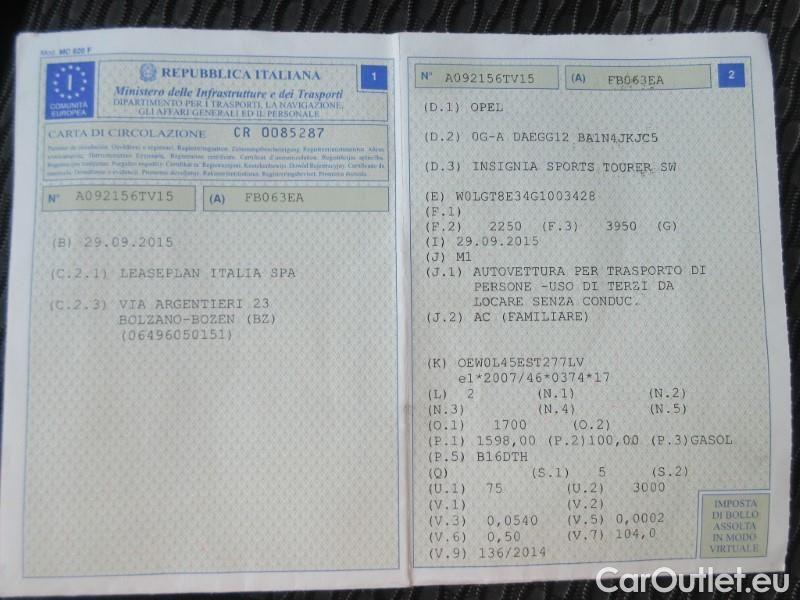 Mod. MC 820 F
I
COMUNITÀ
EUROPEA
REPUBBLICA ITALIANA
1
Ministero delle Infrastrutture e dei Trasporti
DIPARTIMENTO PER I TRASPORTI, LA NAVIGAZIONE,
GLI AFFARI GENERALI ED IL PERSONALE
CARTA DI CIRCOLAZIONE CR 0085287
N° A092156TV15 (A) FB063EA
(B) 29.09.2015
(C.2.1) LEASEPLAN ITALIA SPA
(C.2.3) VIA ARGENTIERI 23
BOLZANO-BOZEN (BZ)
(06496050151)
N° A092156TV15 (A) FB063EA 2
(D.1) OPEL
(D.2) 0G-A DAEGG12 BA1N4JKJC5
(D.3) INSIGNIA SPORTS TOURER SW
(E) W0LGT8E34G1003428
(F.1)
(F.2) 2250 (F.3) 3950 (G)
(I) 29.09.2015
(J) M1
(J.1) AUTOVETTURA PER TRASPORTO DI
PERSONE -USO DI TERZI DA
LOCARE SENZA CONDUC.
(J.2) AC (FAMILIARE)
(K) OEW0L45EST277LV
e1*2007/46*0374*17
(L) 2 (N.1) (N.2)
(N.3) (N.4) (N.5)
(O.1) 1700 (O.2)
(P.1) 1598,00 (P.2)100,00 (P.3)GASOL
(P.5) B16DTH
(Q) (S.1) 5 (S.2)
(U.1) 75 (U.2) 3000
(V.1) (V.2)
(V.3) 0,0540 (V.5) 0,0002
(V.6) 0,50 (V.7) 104,0
(V.9) 136/2014
IMPOSTA
DI BOLLO
ASSOLTA
IN MODO
VIRTUALE
CarOutlet.eu